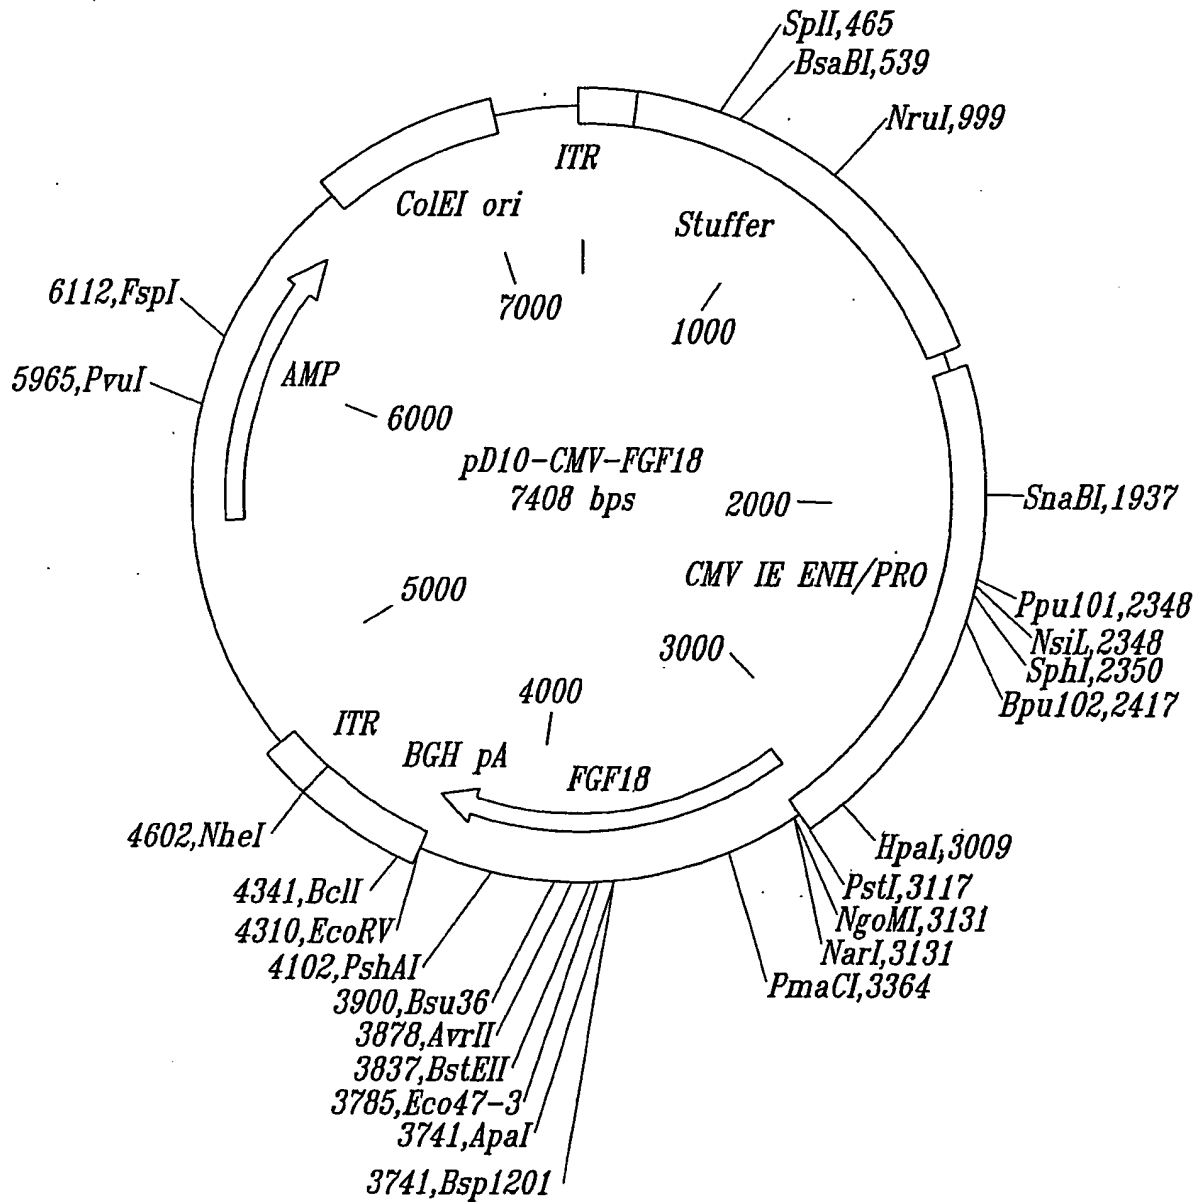 SplI,465
BsaBI,539
NruI,999
ITR
ColEI ori
Stuffer
7000
1000
6112,FspI
5965,PvuI
AMP
6000
pD10-CMV-FGF18
7408 bps
2000
SnaBI,1937
CMV IE ENH/PRO
5000
Ppu101,2348
NsiL,2348
SphI,2350
Bpu102,2417
3000
4000
ITR
BGH pA
FGF18
4602,NheI
4341,BclI
4310,EcoRV
4102,PshAI
3900,Bsu36
3878,AvrII
3837,BstEII
3785,Eco47-3
3741,ApaI
3741,Bsp1201
HpaI,3009
PstI,3117
NgoMI,3131
NarI,3131
PmaCI,3364